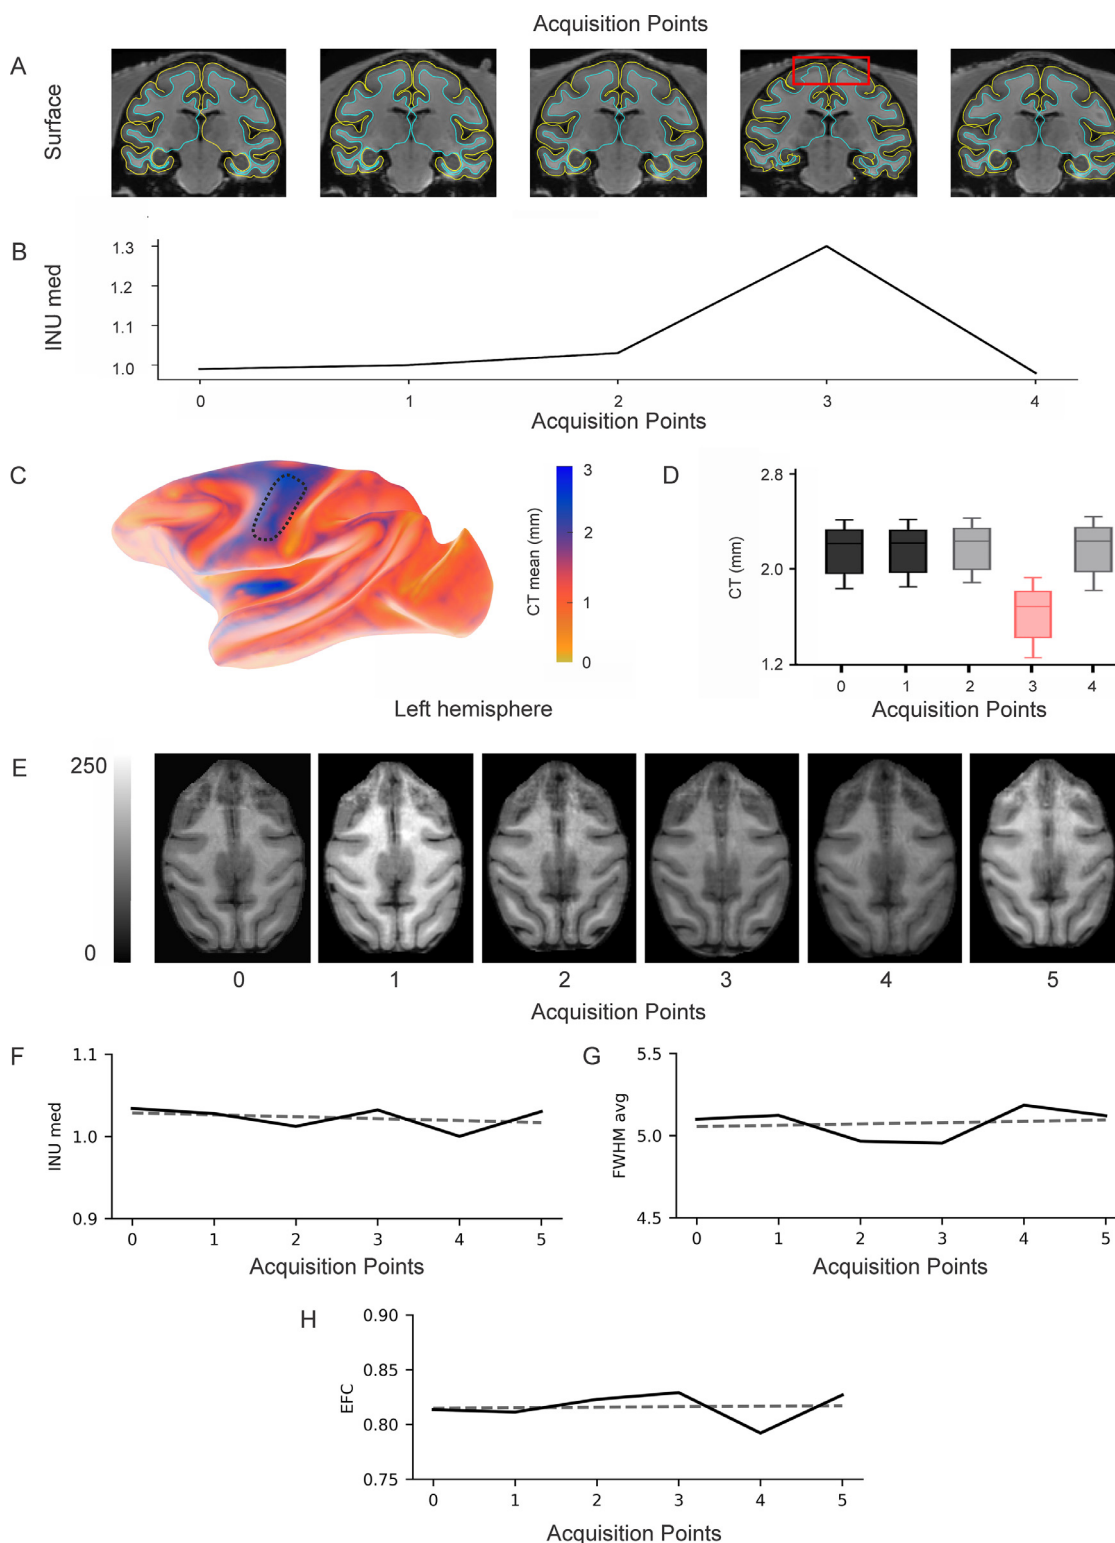 Acquisition Points
A
Surface
B
INU med
1.3
1.2
1.1
1.0
0 1 2 3 4
Acquisition Points
C
CT mean (mm)
3
2
1
0
Left hemisphere
D
CT (mm)
2.8
2.0
1.2
0 1 2 3 4
Acquisition Points
E
250
0
0 1 2 3 4 5
Acquisition Points
F
INU med
1.1
1.0
0.9
0 1 2 3 4 5
Acquisition Points
G
FWHM avg
5.5
5.0
4.5
0 1 2 3 4 5
Acquisition Points
H
EFC
0.90
0.85
0.80
0.75
0 1 2 3 4 5
Acquisition Points